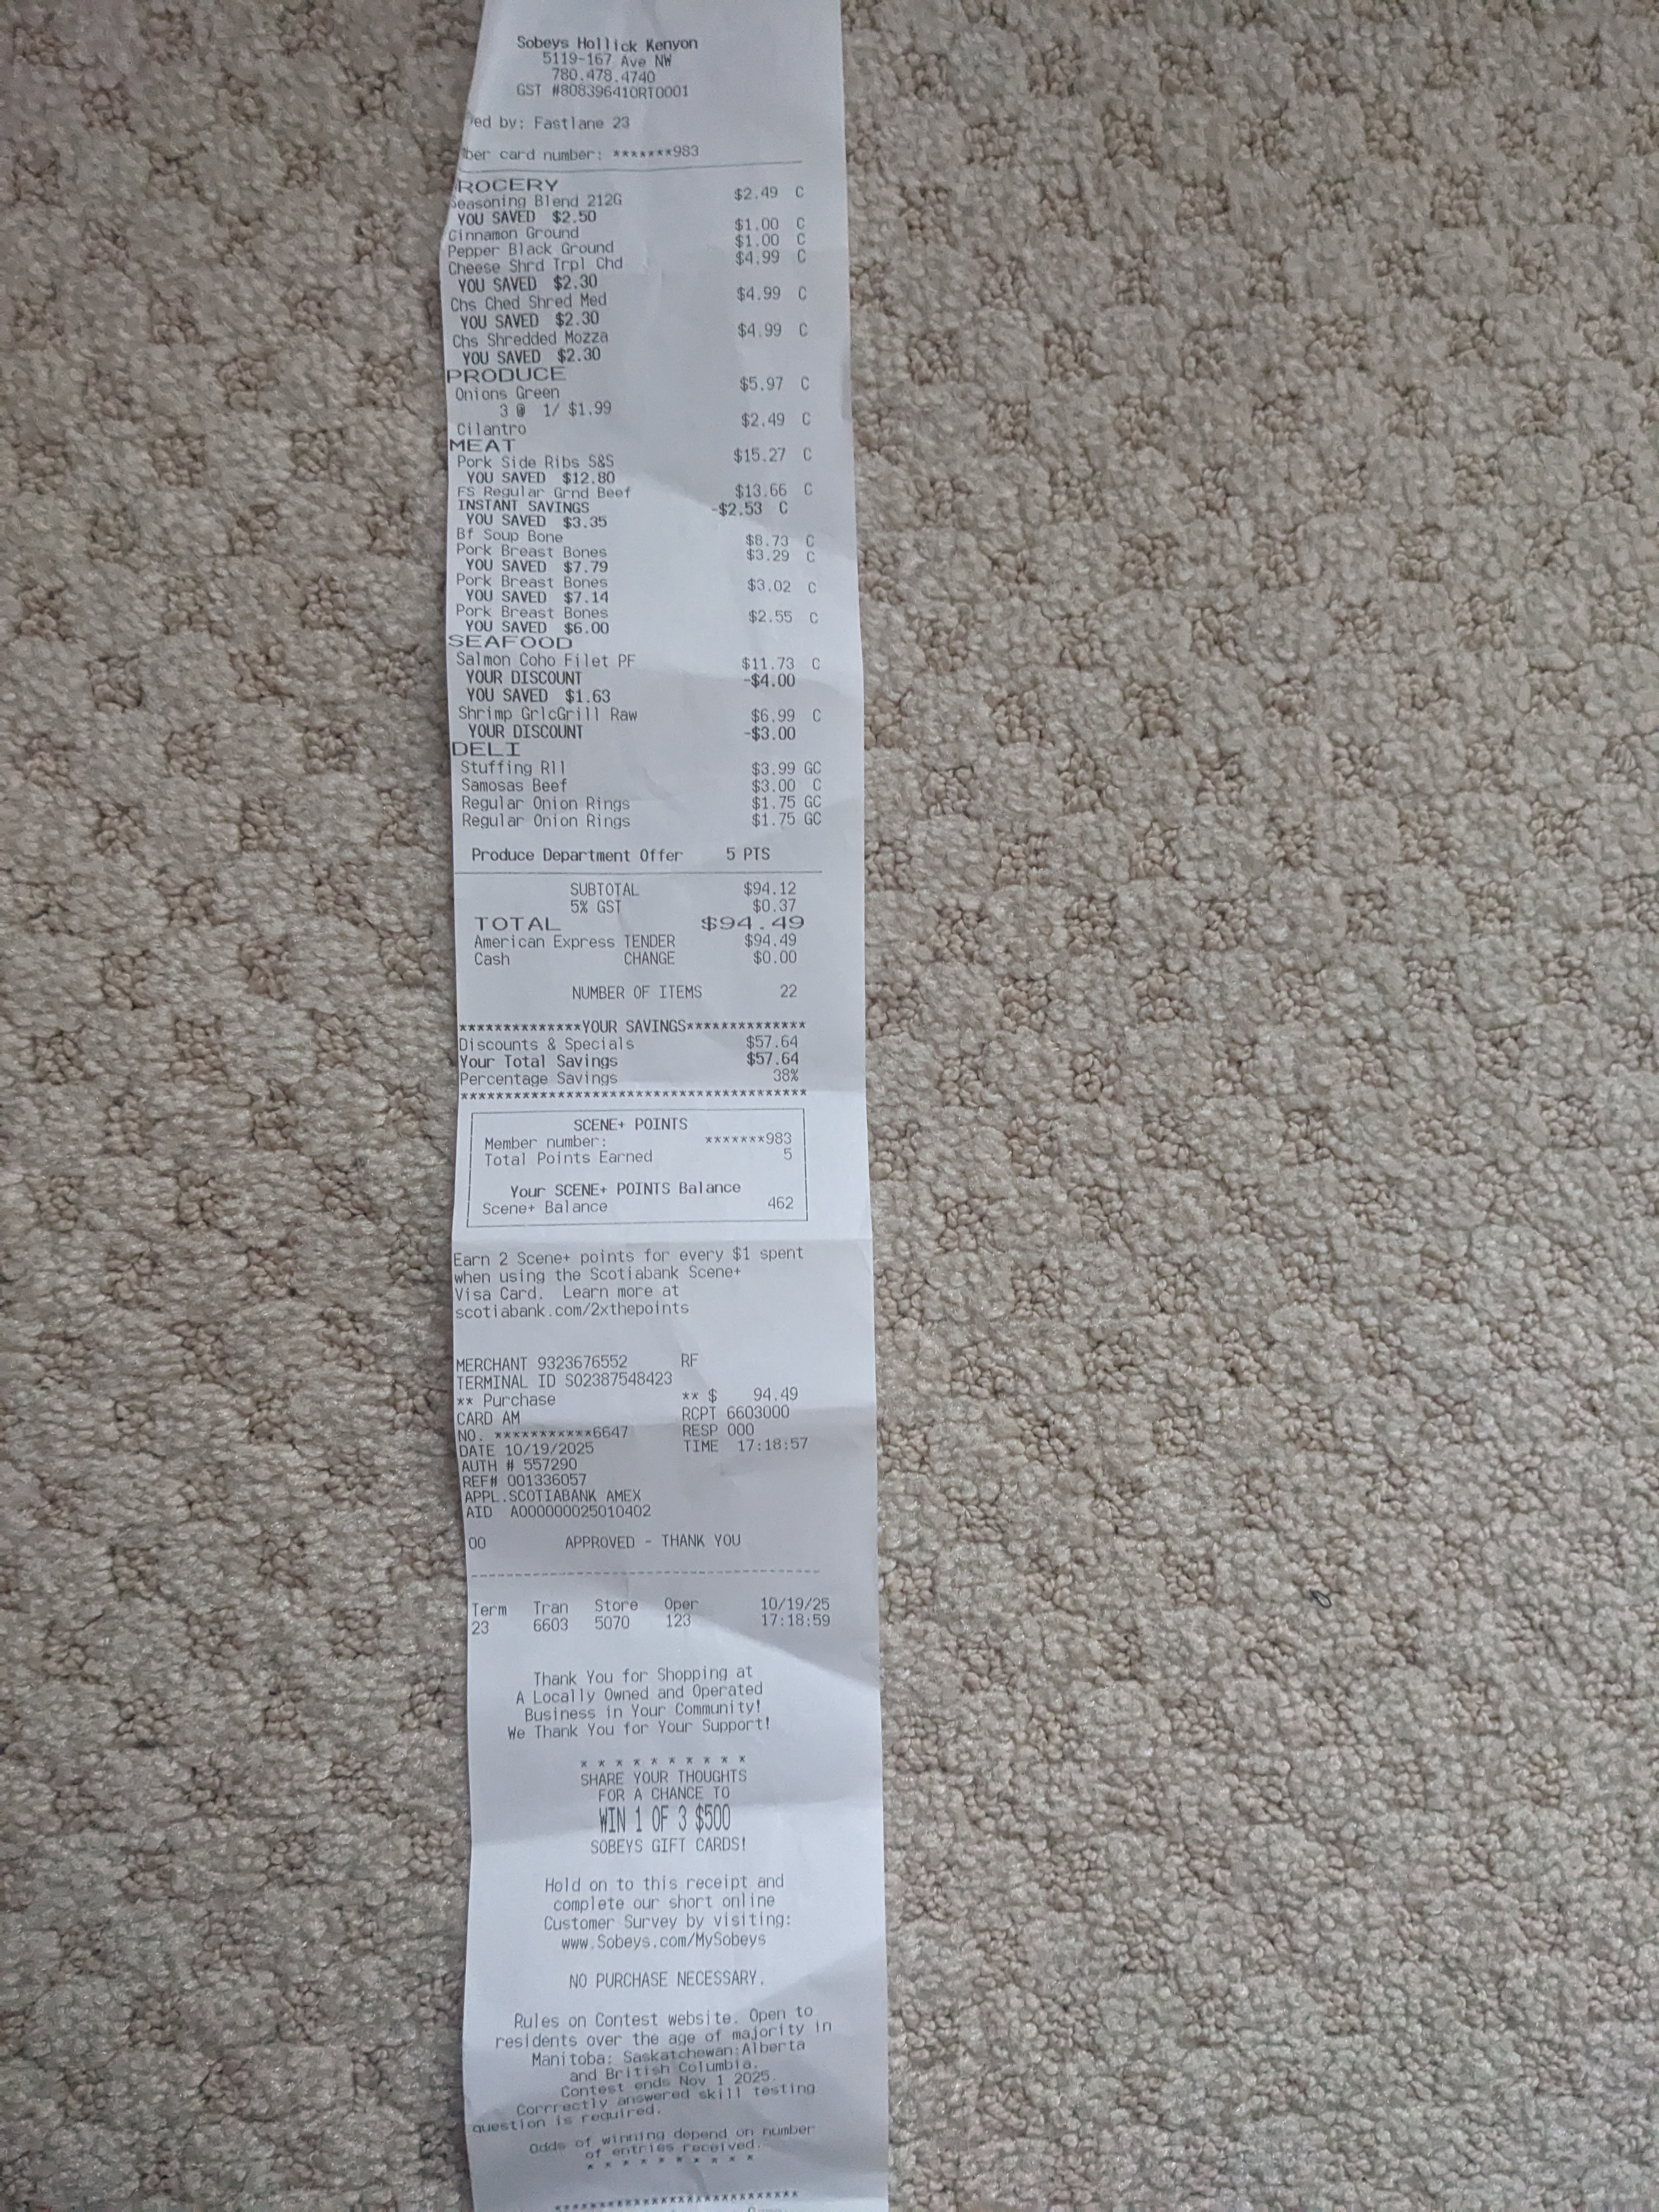 Sobeys Hollick Kenyon
5119-167 Ave NW
780.478.4740
GST #808396410RT0001
ed by: Fastlane 23
ber card number: *******983
ROCERY
Seasoning Blend 212G $2.49 C
YOU SAVED $2.50
Cinnamon Ground $1.00 C
Pepper Black Ground $1.00 C
Cheese Shrd Trpl Chd $4.99 C
YOU SAVED $2.30
Chs Ched Shred Med $4.99 C
YOU SAVED $2.30
Chs Shredded Mozza $4.99 C
YOU SAVED $2.30
PRODUCE
Onions Green $5.97 C
3 @ 1/ $1.99
Cilantro $2.49 C
MEAT
Pork Side Ribs S&S $15.27 C
YOU SAVED $12.80
FS Regular Grnd Beef $13.66 C
INSTANT SAVINGS -$2.53 C
YOU SAVED $3.35
Bf Soup Bone $8.73 C
Pork Breast Bones $3.29 C
YOU SAVED $7.79
Pork Breast Bones $3.02 C
YOU SAVED $7.14
Pork Breast Bones $2.55 C
YOU SAVED $6.00
SEAFOOD
Salmon Coho Filet PF $11.73 C
YOUR DISCOUNT -$4.00
YOU SAVED $1.63
Shrimp GrlcGrill Raw $6.99 C
YOUR DISCOUNT -$3.00
DELI
Stuffing Rll $3.99 GC
Samosas Beef $3.00 C
Regular Onion Rings $1.75 GC
Regular Onion Rings $1.75 GC
Produce Department Offer 5 PTS
SUBTOTAL $94.12
5% GST $0.37
TOTAL $94.49
American Express TENDER $94.49
Cash CHANGE $0.00
NUMBER OF ITEMS 22
**************YOUR SAVINGS**************
Discounts & Specials $57.64
Your Total Savings $57.64
Percentage Savings 38%
****************************************
SCENE+ POINTS
Member number: *******983
Total Points Earned 5
Your SCENE+ POINTS Balance
Scene+ Balance 462
Earn 2 Scene+ points for every $1 spent
when using the Scotiabank Scene+
Visa Card. Learn more at
scotiabank.com/2xthepoints
MERCHANT 9323676552 RF
TERMINAL ID S02387548423
** Purchase ** $ 94.49
CARD AM RCPT 6603000
NO. ***********6647 RESP 000
DATE 10/19/2025 TIME 17:18:57
AUTH # 557290
REF# 001336057
APPL.SCOTIABANK AMEX
AID A000000025010402
00 APPROVED - THANK YOU
----------------------------------------
Term Tran Store Oper 10/19/25
23 6603 5070 123 17:18:59
Thank You for Shopping at
A Locally Owned and Operated
Business in Your Community!
We Thank You for Your Support!
* * * * * * * * * *
SHARE YOUR THOUGHTS
FOR A CHANCE TO
WIN 1 OF 3 $500
SOBEYS GIFT CARDS!
Hold on to this receipt and
complete our short online
Customer Survey by visiting:
www.Sobeys.com/MySobeys
NO PURCHASE NECESSARY.
Rules on Contest website. Open to
residents over the age of majority in
Manitoba; Saskatchewan;Alberta
and British Columbia.
Contest ends Nov 1 2025.
Corrrectly answered skill testing
question is required.
Odds of winning depend on number
of entries received.
* * * * * * * * * *
****************************